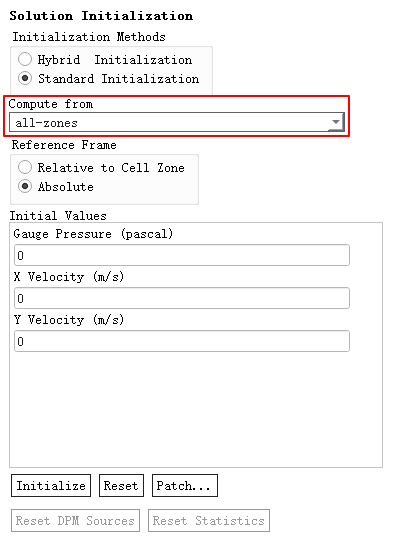 Solution Initialization
Initialization Methods
Hybrid Initialization
Standard Initialization
Compute from
all-zones
Reference Frame
Relative to Cell Zone
Absolute
Initial Values
Gauge Pressure (pascal)
0
X Velocity (m/s)
0
Y Velocity (m/s)
0
Initialize Reset Patch...
Reset DPM Sources Reset Statistics